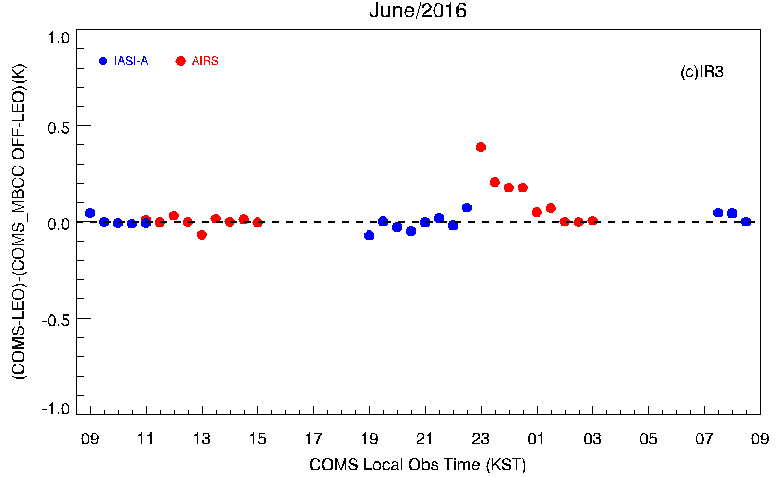 June/2016
1.0
IASI-A AIRS
(c)IR3
0.5
0.0
-0.5
-1.0
(COMS-LEO)-(COMS_MBCC OFF-LEO)(K)
09 11 13 15 17 19 21 23 01 03 05 07 09
COMS Local Obs Time (KST)